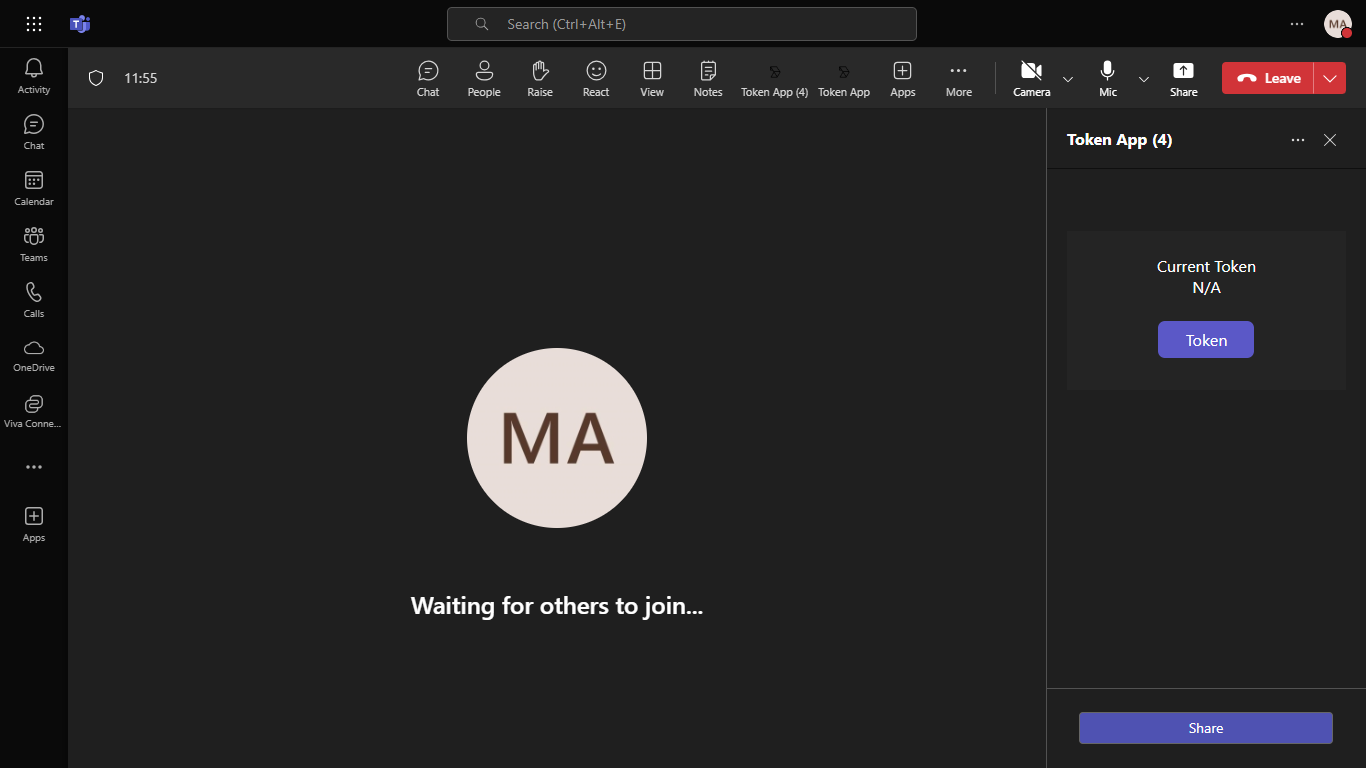 Search (Ctrl+Alt+E)
MA
Activity
Chat
Calendar
Teams
Calls
OneDrive
Viva Conne...
Apps
11:55
Chat
People
Raise
React
View
Notes
Token App (4)
Token App
Apps
More
Camera
Mic
Share
Leave
MA
Waiting for others to join...
Token App (4)
Current Token
N/A
Token
Share